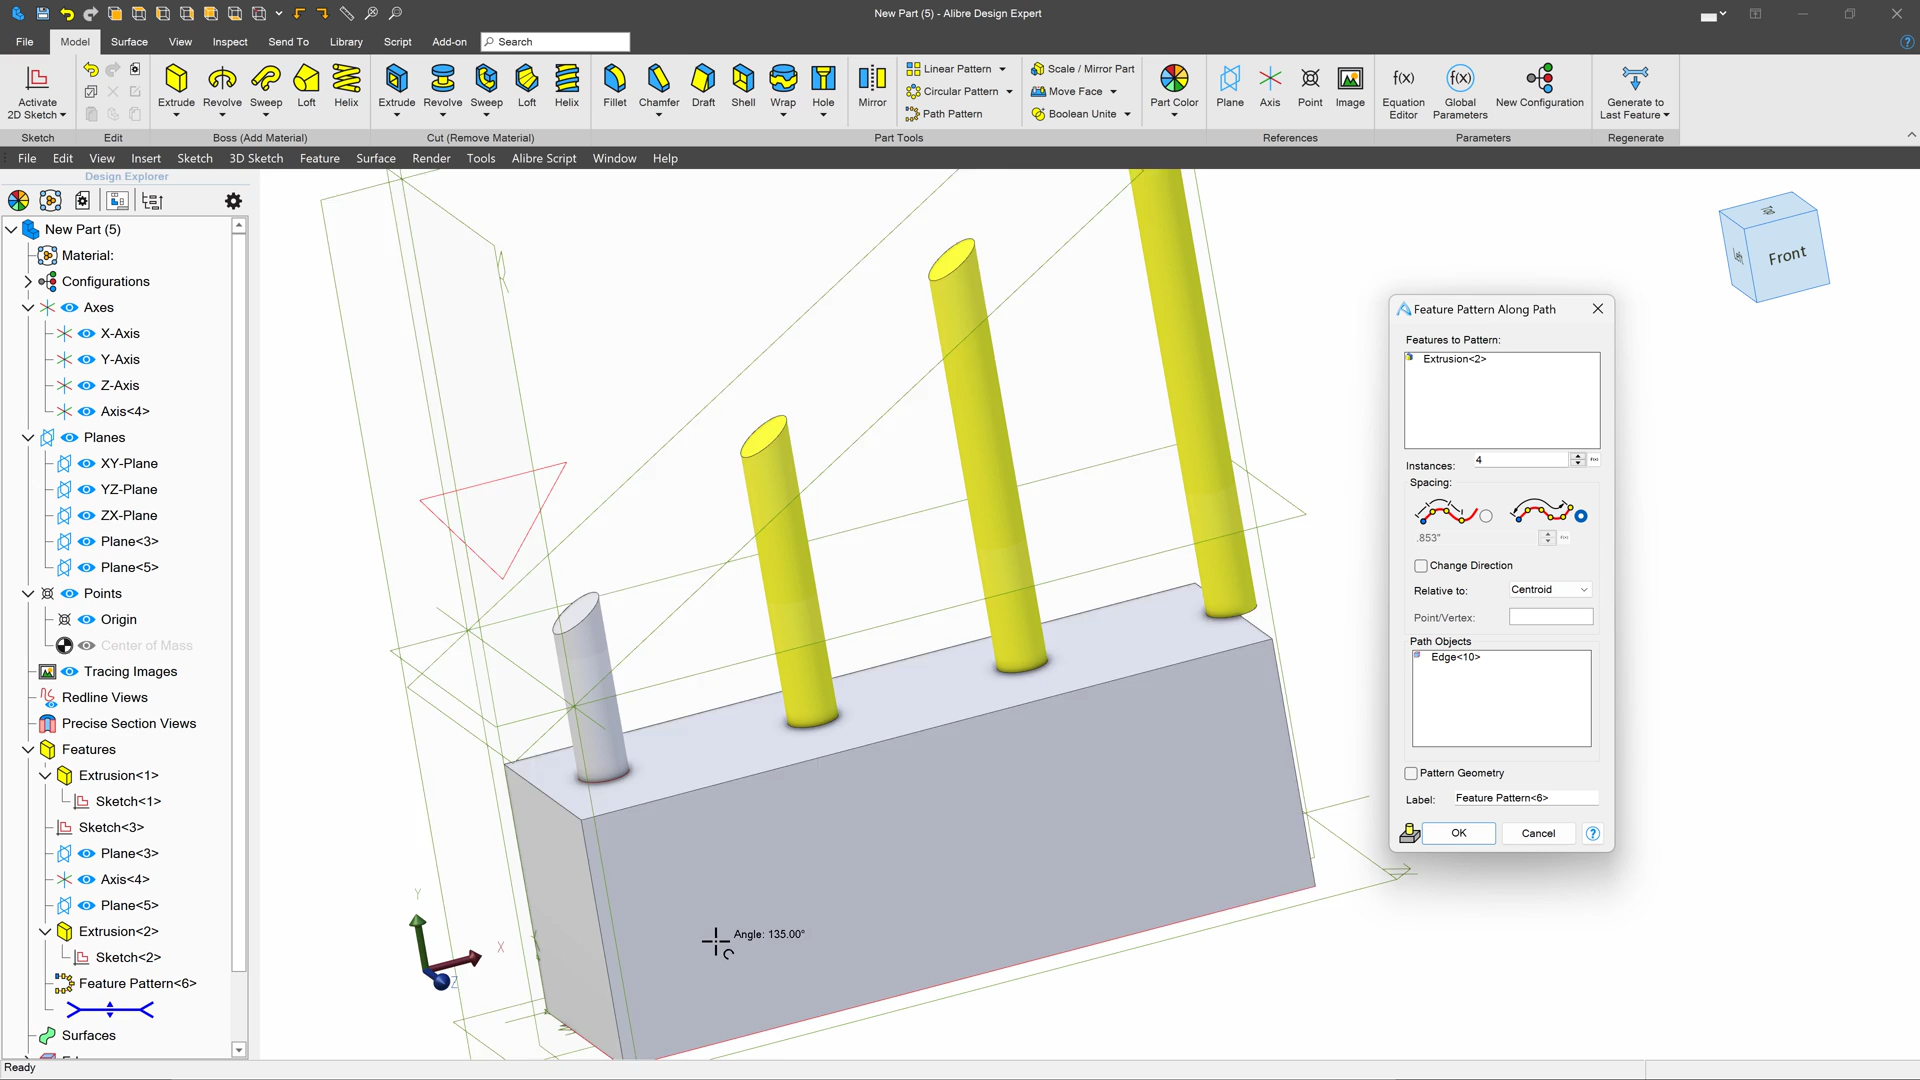 New Part (5) - Alibre Design Expert
File Model Surface View Inspect Send To Library Script Add-on Search
Activate 2D Sketch
Extrude Revolve Sweep Loft Helix
Extrude Revolve Sweep Loft Helix
Fillet Chamfer Draft Shell Wrap Hole
Mirror
Linear Pattern
Circular Pattern
Path Pattern
Scale / Mirror Part
Move Face
Boolean Unite
Part Color
Plane Axis Point Image
Equation Editor
Global Parameters
New Configuration
Generate to Last Feature
Sketch Edit Boss (Add Material) Cut (Remove Material) Part Tools References Parameters Regenerate
File Edit View Insert Sketch 3D Sketch Feature Surface Render Tools Alibre Script Window Help
Design Explorer
New Part (5)
Material:
Configurations
Axes
X-Axis
Y-Axis
Z-Axis
Axis<4>
Planes
XY-Plane
YZ-Plane
ZX-Plane
Plane<3>
Plane<5>
Points
Origin
Center of Mass
Tracing Images
Redline Views
Precise Section Views
Features
Extrusion<1>
Sketch<1>
Sketch<3>
Plane<3>
Axis<4>
Plane<5>
Extrusion<2>
Sketch<2>
Feature Pattern<6>
Surfaces
Ready
Y
X
Z
Angle: 135.00°
Top
Left
Front
Feature Pattern Along Path
Features to Pattern:
Extrusion<2>
Instances: 4
f(x)
Spacing:
.853"
f(x)
Change Direction
Relative to: Centroid
Point/Vertex:
Path Objects
Edge<10>
Pattern Geometry
Label: Feature Pattern<6>
OK Cancel